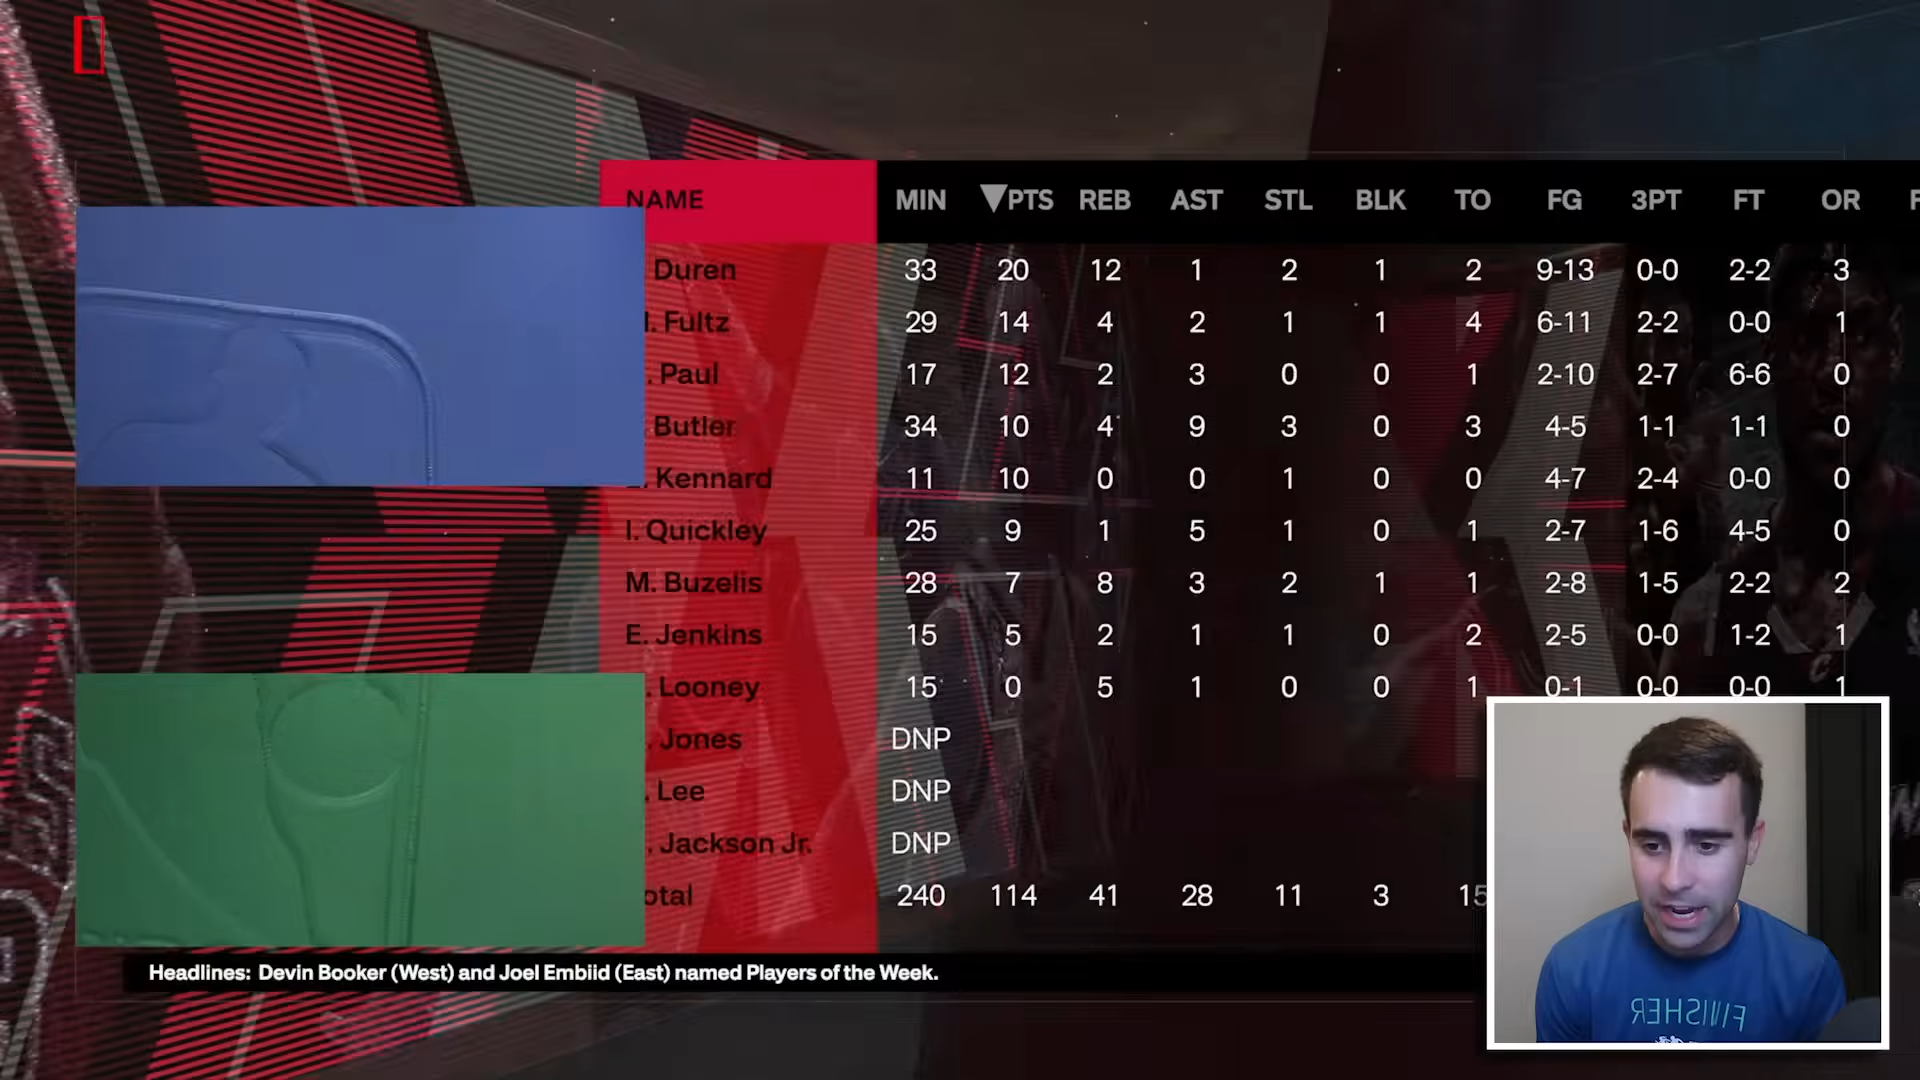 NAME MIN PTS REB AST STL BLK TO FG 3PT FT OR
Duren 33 20 12 1 2 1 2 9-13 0-0 2-2 3
. Fultz 29 14 4 2 1 1 4 6-11 2-2 0-0 1
. Paul 17 12 2 3 0 0 1 2-10 2-7 6-6 0
Butler 34 10 4 9 3 0 3 4-5 1-1 1-1 0
. Kennard 11 10 0 0 1 0 0 4-7 2-4 0-0 0
I. Quickley 25 9 1 5 1 0 1 2-7 1-6 4-5 0
M. Buzelis 28 7 8 3 2 1 1 2-8 1-5 2-2 2
E. Jenkins 15 5 2 1 1 0 2 2-5 0-0 1-2 1
. Looney 15 0 5 1 0 0 1 0-1 0-0 0-0 1
. Jones DNP
. Lee DNP
. Jackson Jr. DNP
otal 240 114 41 28 11 3 15
Headlines: Devin Booker (West) and Joel Embiid (East) named Players of the Week.
FINISHER